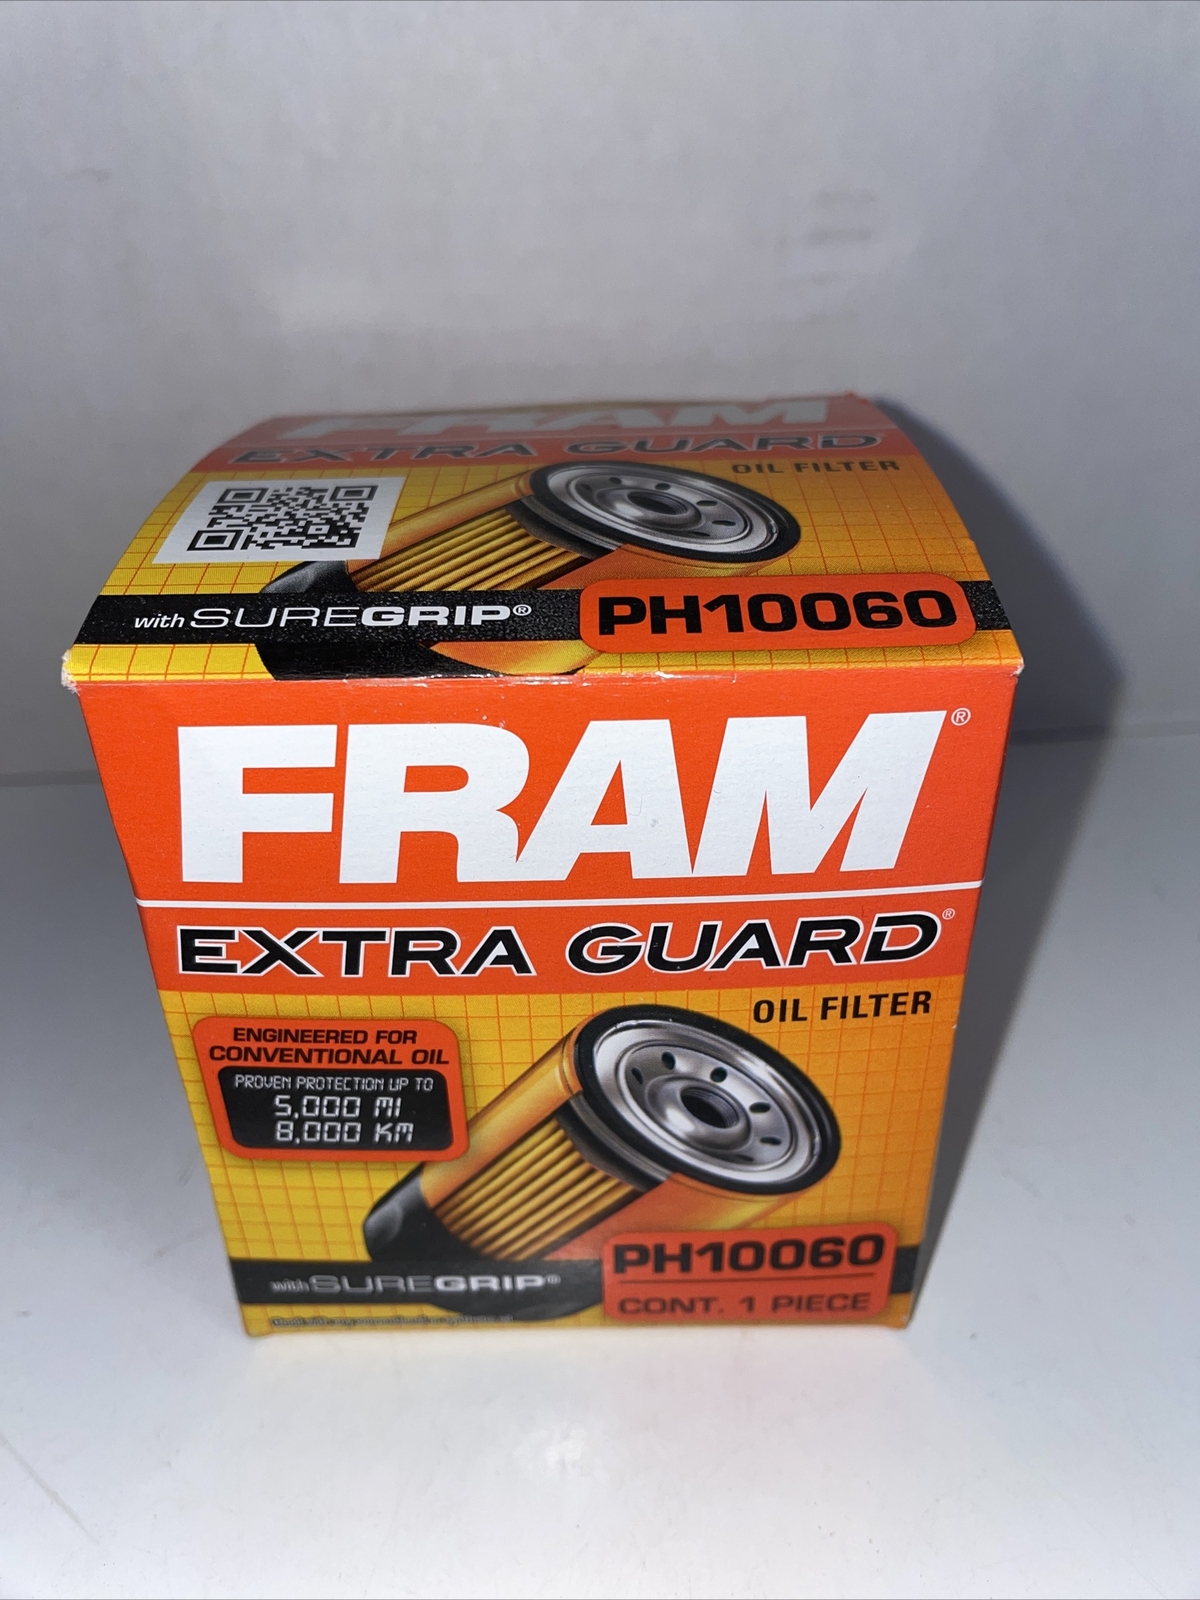 FRAM
EXTRA GUARD
OIL FILTER
with SUREGRIP®
PH10060
FRAM®
EXTRA GUARD®
OIL FILTER
ENGINEERED FOR
CONVENTIONAL OIL
PROVEN PROTECTION UP TO
5,000 MI
8,000 KM
with SUREGRIP®
PH10060
CONT. 1 PIECE